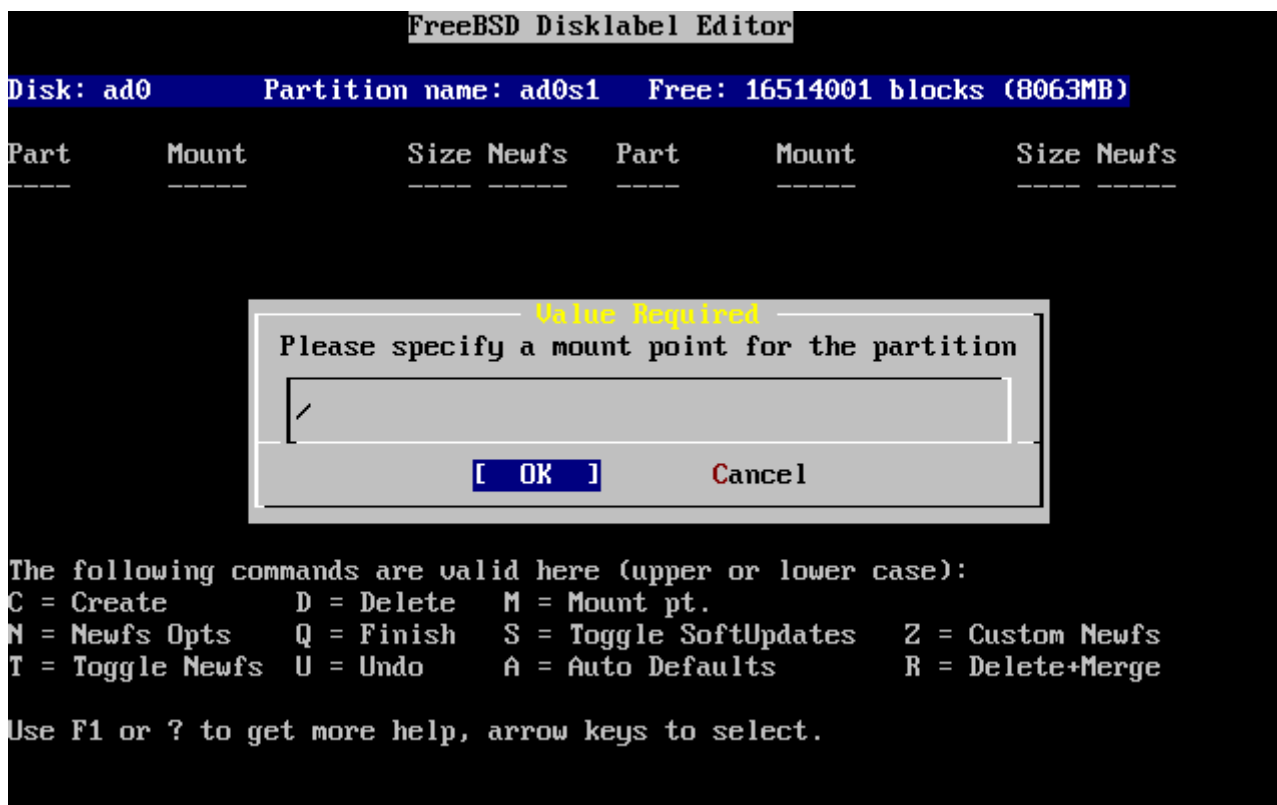 FreeBSD Disklabel Editor
Disk: ad0 Partition name: ad0s1 Free: 16514001 blocks (8063MB)
Part Mount Size Newfs Part Mount Size Newfs
---- ----- ---- ----- ---- ----- ---- -----
Value Required
Please specify a mount point for the partition
/
[ OK ] Cancel
The following commands are valid here (upper or lower case):
C = Create D = Delete M = Mount pt.
N = Newfs Opts Q = Finish S = Toggle SoftUpdates Z = Custom Newfs
T = Toggle Newfs U = Undo A = Auto Defaults R = Delete+Merge
Use F1 or ? to get more help, arrow keys to select.